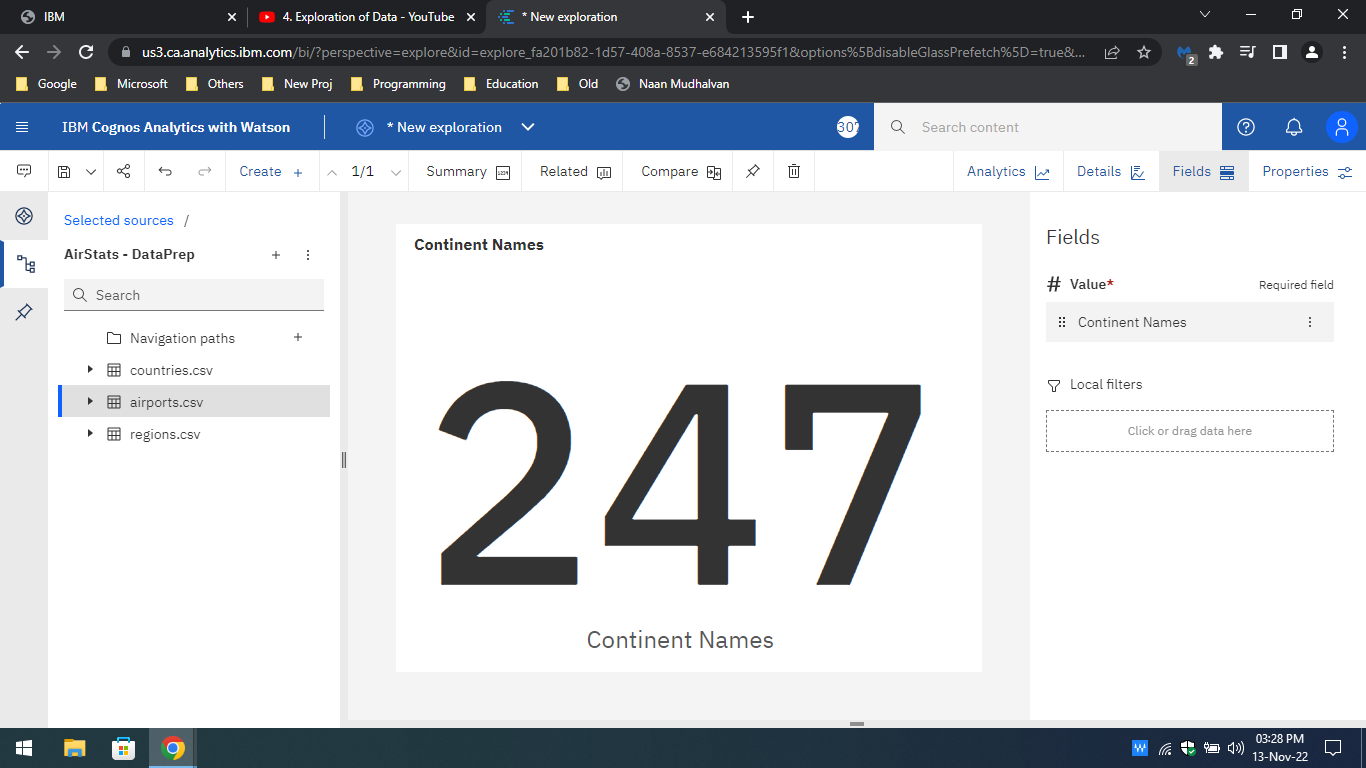 IBM
4. Exploration of Data - YouTube
* New exploration
us3.ca.analytics.ibm.com/bi/?perspective=explore&id=explore_fa201b82-1d57-408a-8537-e684213595f1&options%5BdisableGlassPrefetch%5D=true&...
2
Google
Microsoft
Others
New Proj
Programming
Education
Old
Naan Mudhalvan
IBM Cognos Analytics with Watson
* New exploration
307
Search content
Create
1/1
Summary
Related
Compare
Analytics
Details
Fields
Properties
Selected sources /
AirStats - DataPrep
Search
Navigation paths
countries.csv
airports.csv
regions.csv
Continent Names
247
Continent Names
Fields
# Value*
Required field
Continent Names
Local filters
Click or drag data here
03:28 PM
13-Nov-22